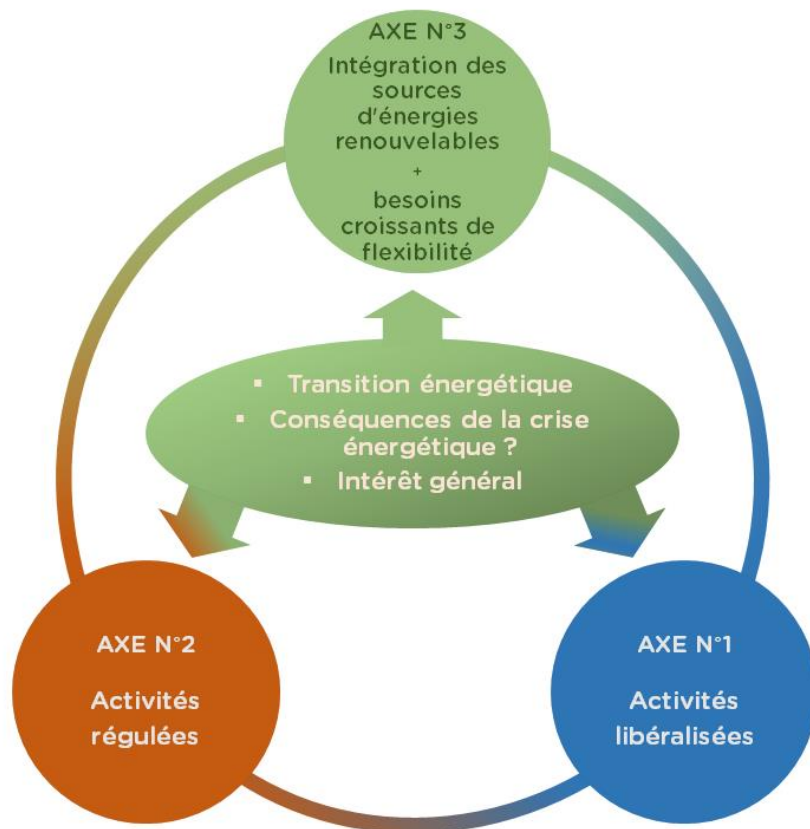 AXE N°3
Intégration des
sources
d'énergies
renouvelables
+
besoins
croissants de
flexibilité
▪ Transition énergétique
▪ Conséquences de la crise
énergétique ?
▪ Intérêt général
AXE N°2
Activités
régulées
AXE N°1
Activités
libéralisées